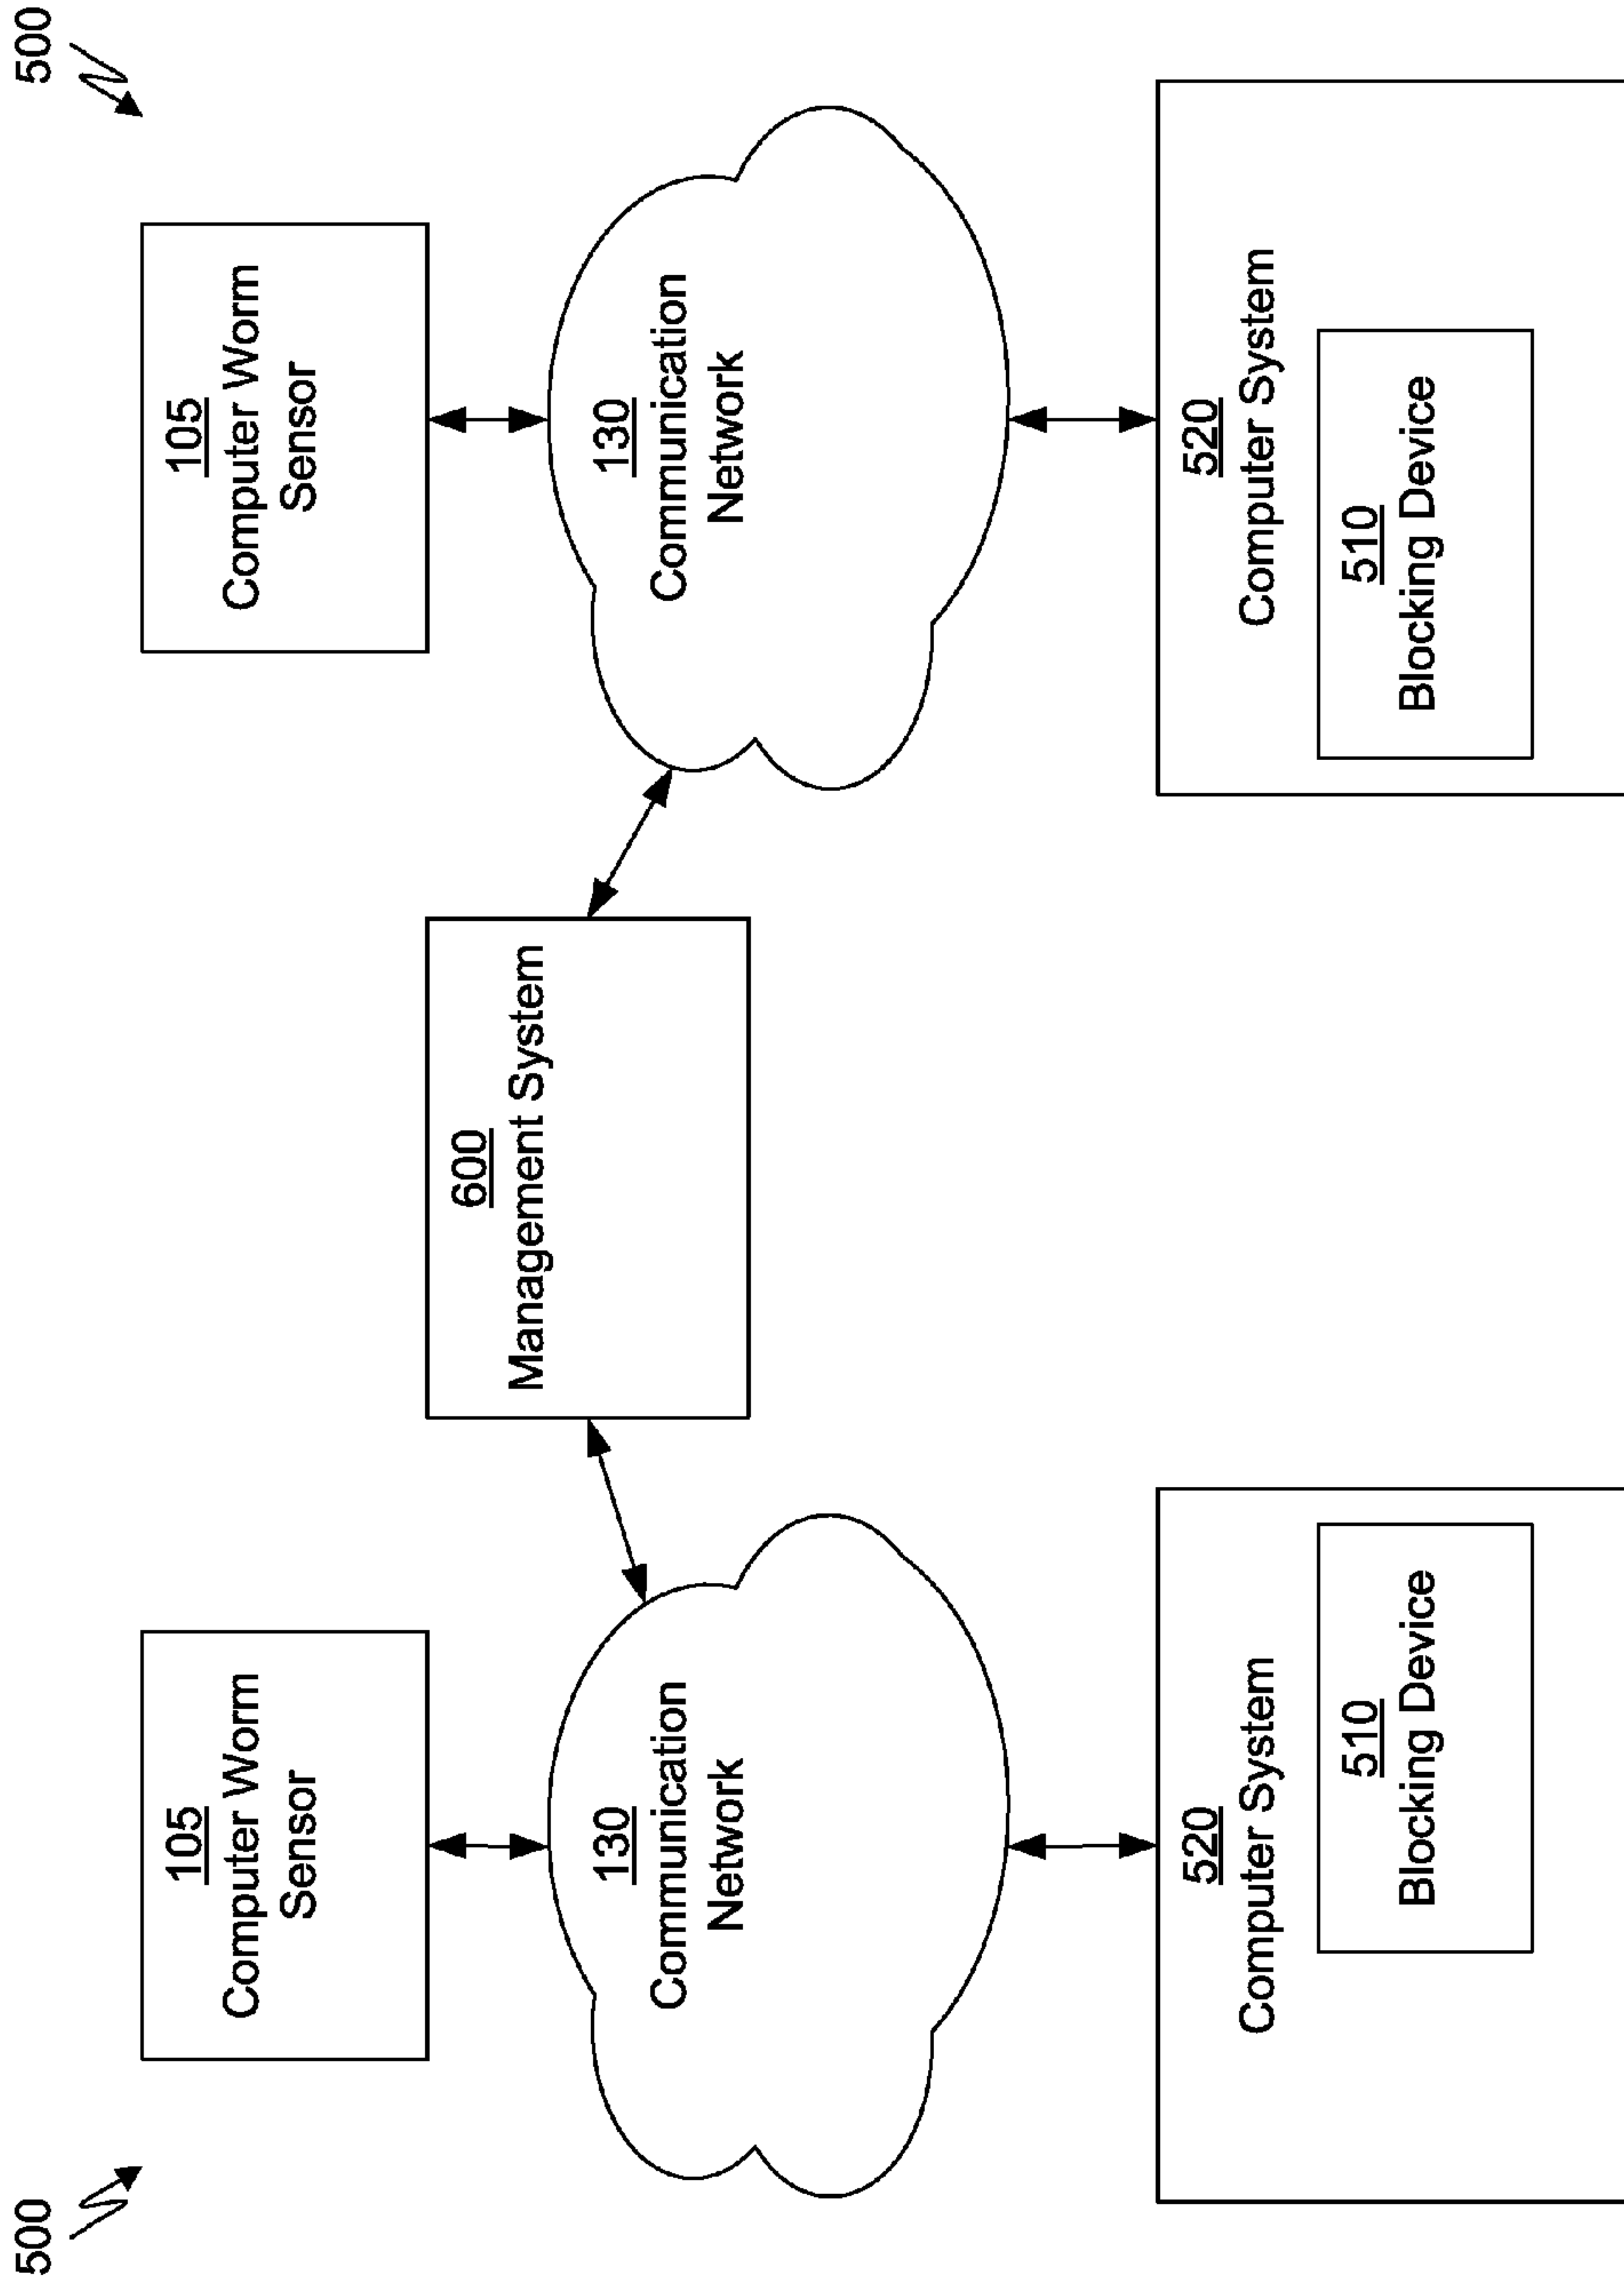 500
500
105
Computer Worm
Sensor
105
Computer Worm
Sensor
600
Management System
130
Communication
Network
130
Communication
Network
520
Computer System
510
Blocking Device
520
Computer System
510
Blocking Device